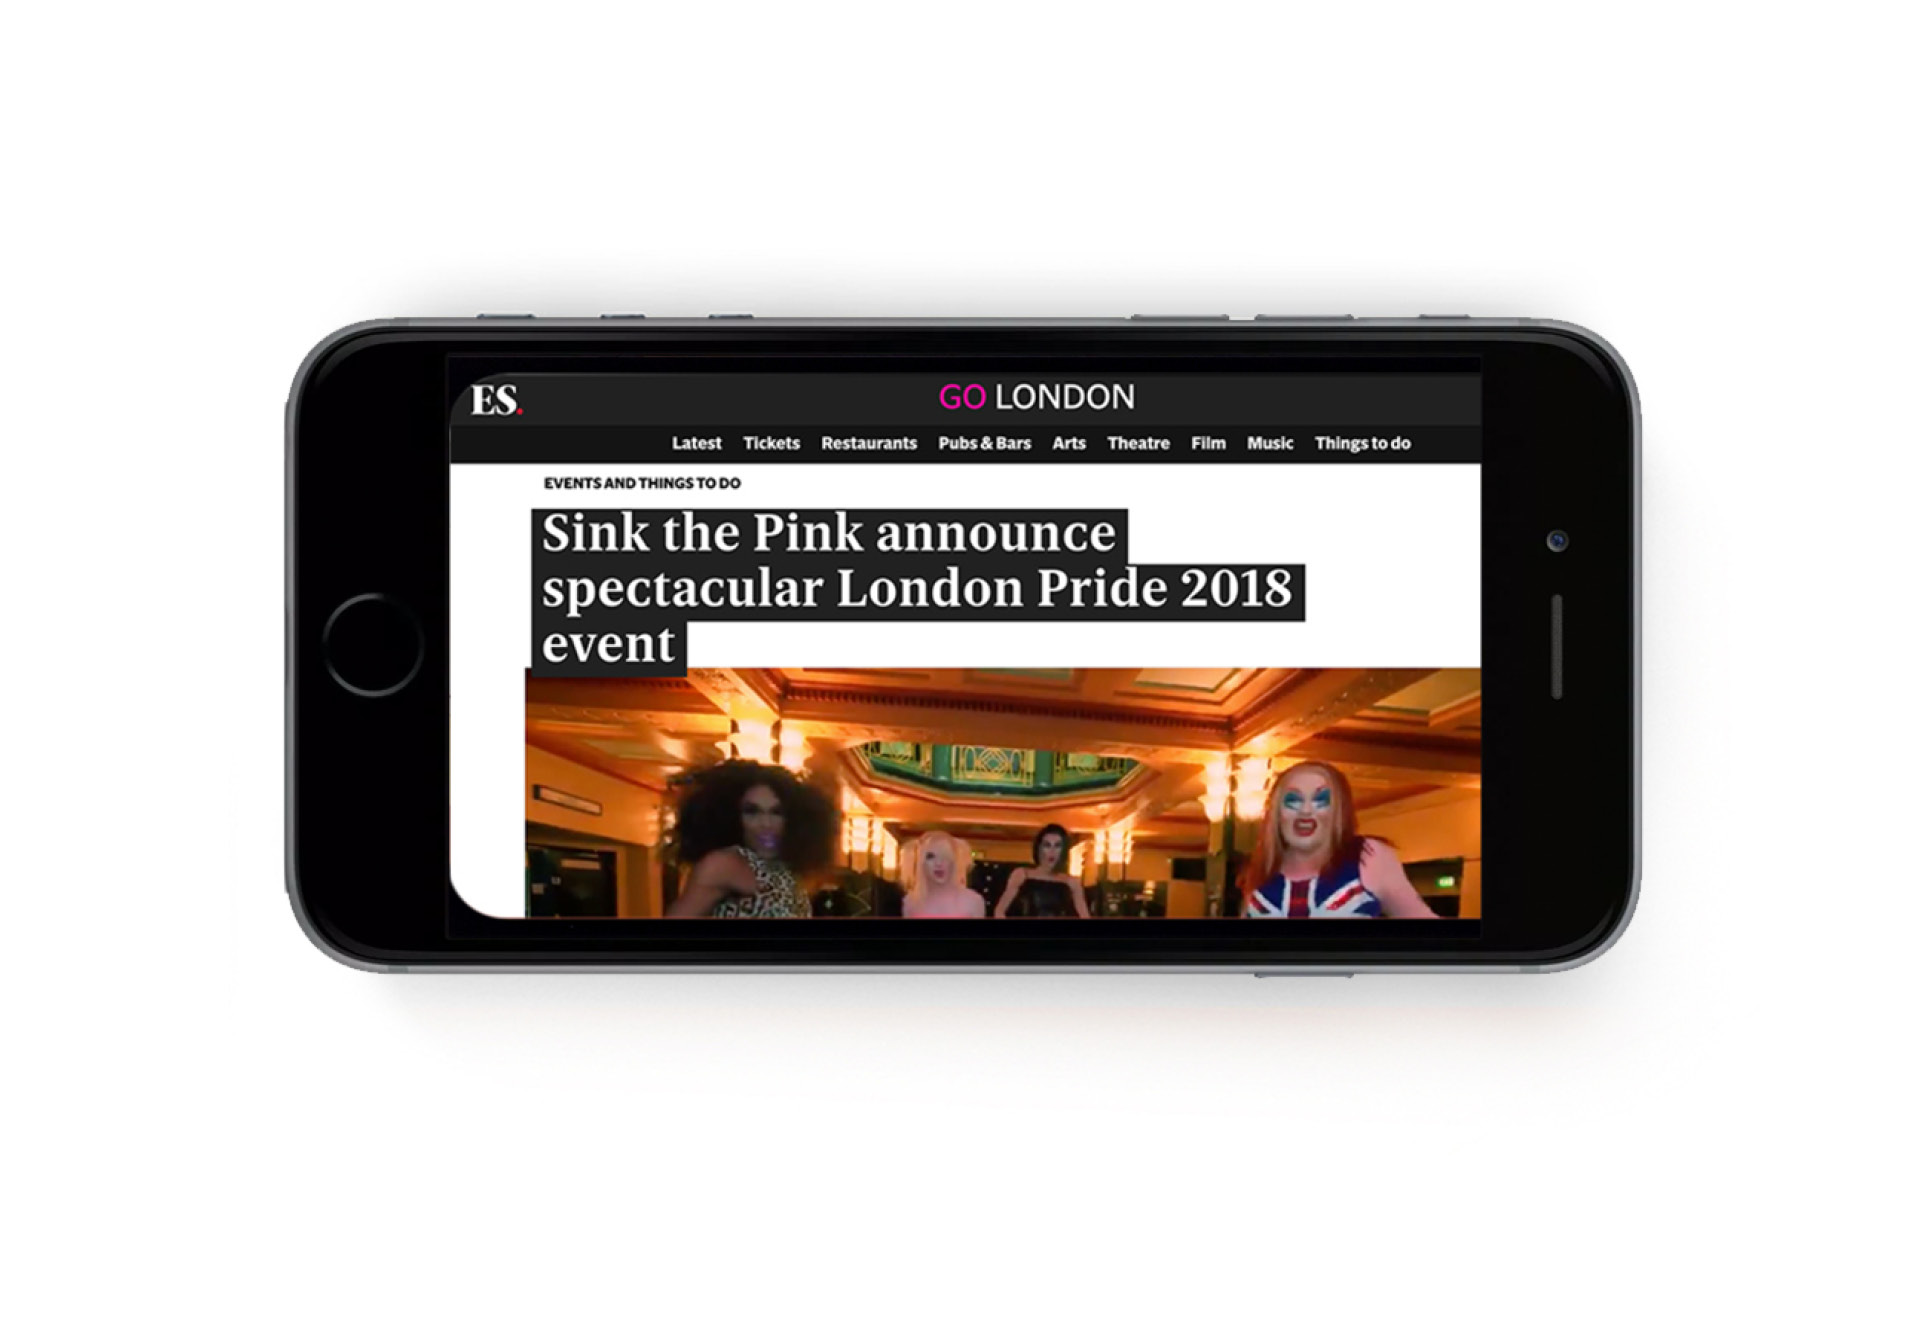 ES.
GO LONDON
Latest Tickets Restaurants Pubs & Bars Arts Theatre Film Music Things to do
EVENTS AND THINGS TO DO
Sink the Pink announce
spectacular London Pride 2018
event